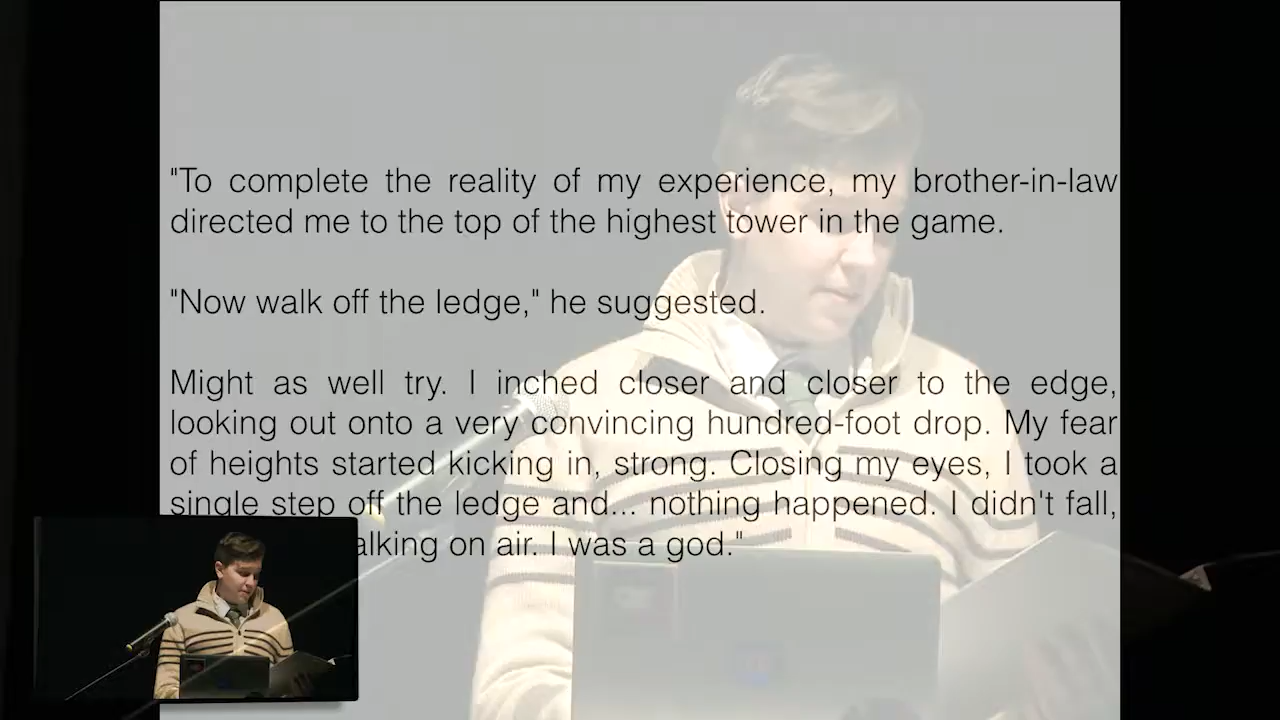 "To complete the reality of my experience, my brother-in-law
directed me to the top of the highest tower in the game.
"Now walk off the ledge," he suggested.
Might as well try. I inched closer and closer to the edge,
looking out onto a very convincing hundred-foot drop. My fear
of heights started kicking in, strong. Closing my eyes, I took a
single step off the ledge and... nothing happened. I didn't fall,
on air. I was a god."